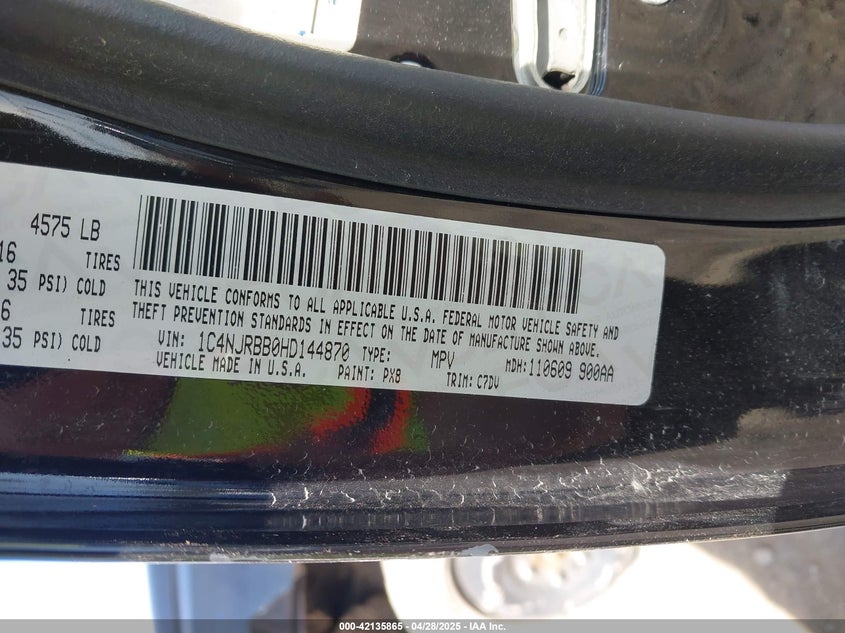 4575 LB
16 TIRES
35 PSI) COLD
6 TIRES
35 PSI) COLD
THIS VEHICLE CONFORMS TO ALL APPLICABLE U.S.A. FEDERAL MOTOR VEHICLE SAFETY AND
THEFT PREVENTION STANDARDS IN EFFECT ON THE DATE OF MANUFACTURE SHOWN ABOVE.
VIN: 1C4NJRBB0HD144870 TYPE: MPV MDH: 110609 900AA
VEHICLE MADE IN U.S.A. PAINT: PX8 TRIM: C7DV
000-42135865 - 04/28/2025 - IAA Inc.